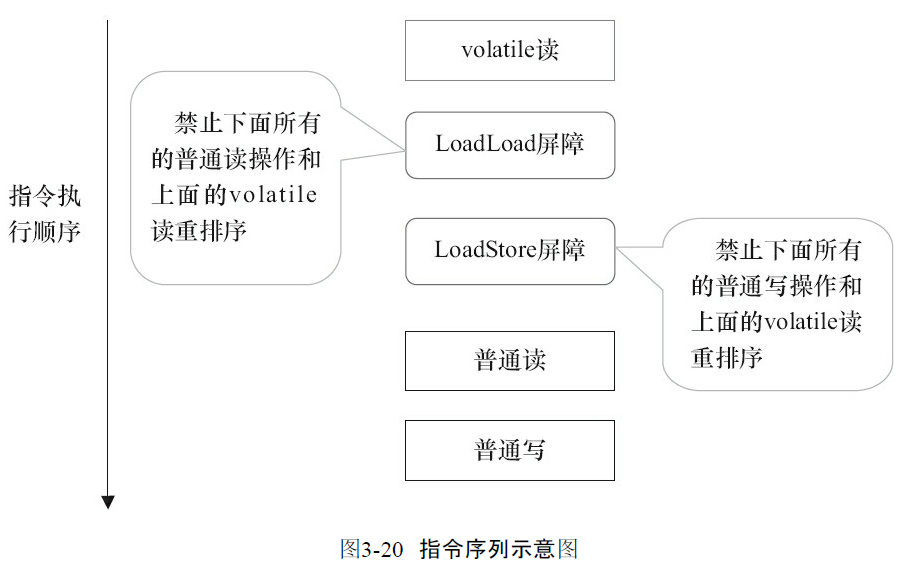 volatile读
禁止下面所有
的普通读操作和
上面的volatile
读重排序
LoadLoad屏障
指令执
行顺序
LoadStore屏障
禁止下面所有
的普通写操作和
上面的volatile读
重排序
普通读
普通写
图3-20 指令序列示意图